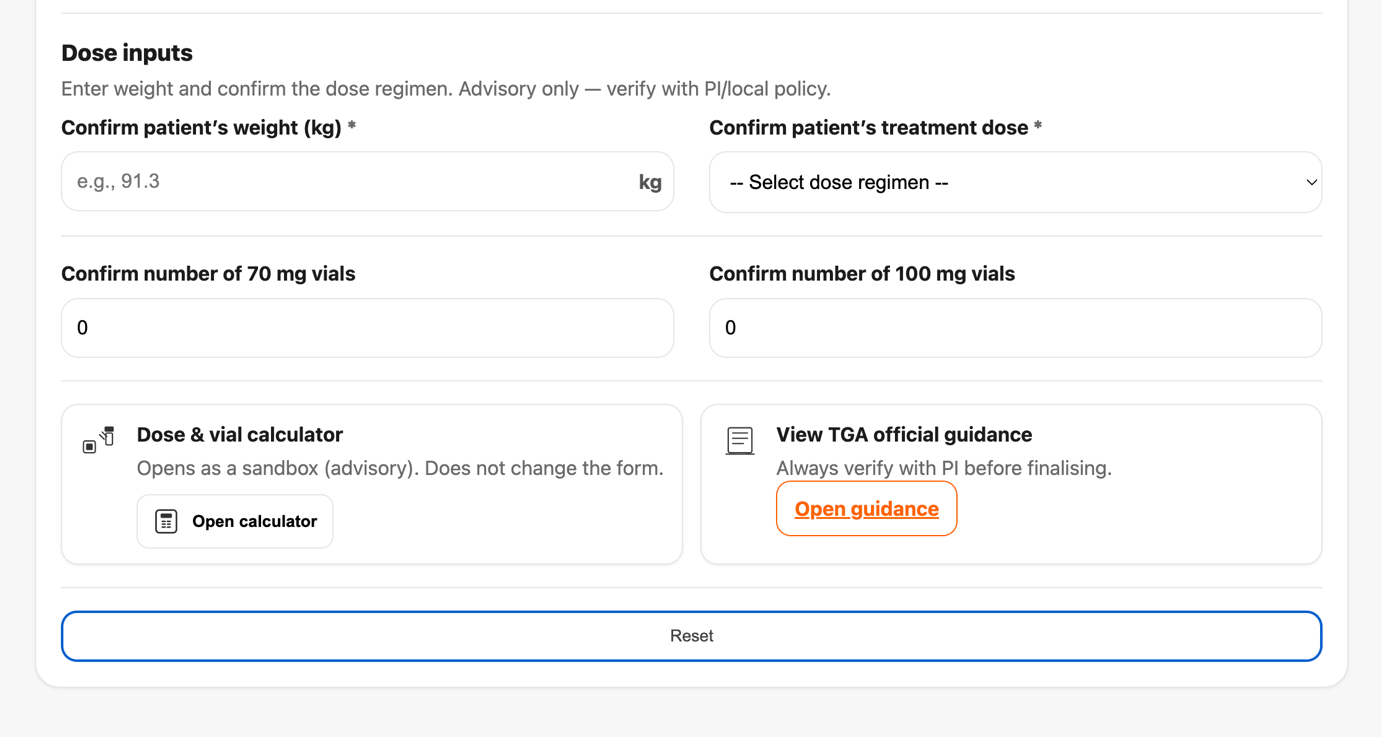 Dose inputs
Enter weight and confirm the dose regimen. Advisory only — verify with PI/local policy.
Confirm patient’s weight (kg) *
e.g., 91.3
kg
Confirm patient’s treatment dose *
-- Select dose regimen --
Confirm number of 70 mg vials
0
Confirm number of 100 mg vials
0
Dose & vial calculator
Opens as a sandbox (advisory). Does not change the form.
Open calculator
View TGA official guidance
Always verify with PI before finalising.
Open guidance
Reset